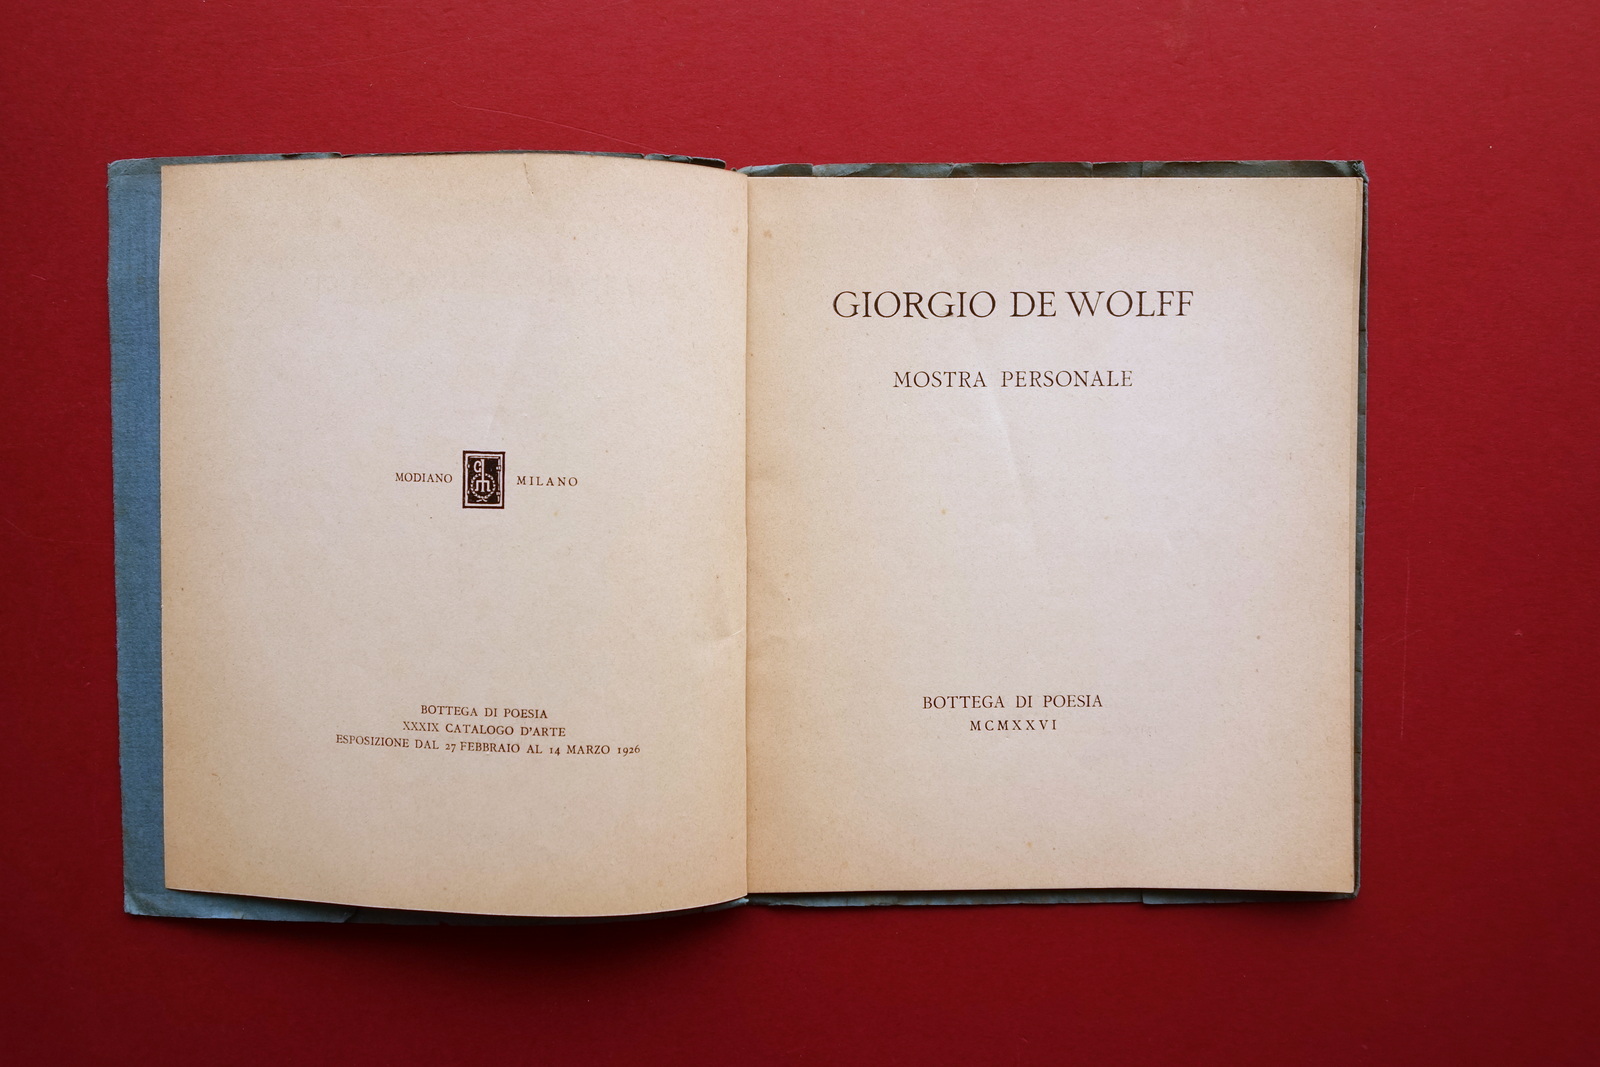 MODIANO MILANO
BOTTEGA DI POESIA
XXXIX CATALOGO D'ARTE
ESPOSIZIONE DAL 27 FEBBRAIO AL 14 MARZO 1926
GIORGIO DE WOLFF
MOSTRA PERSONALE
BOTTEGA DI POESIA
MCMXXVI